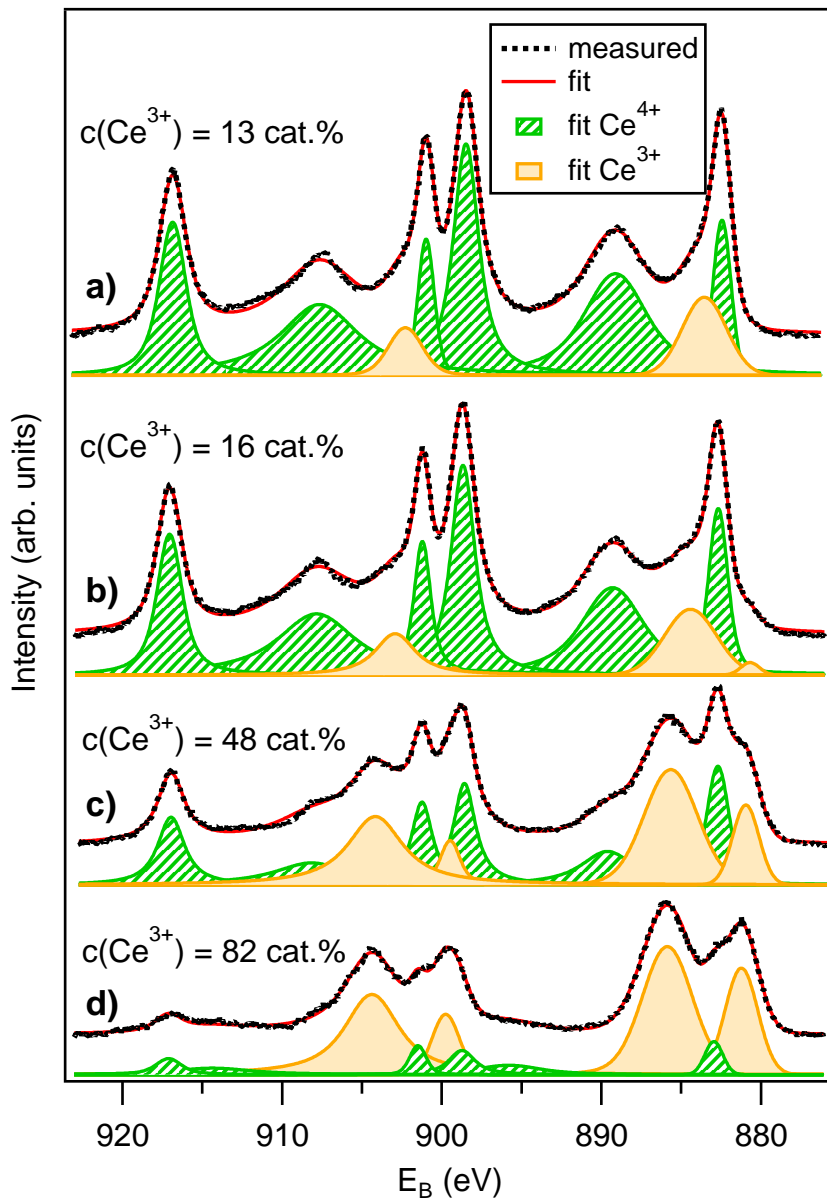 measured
fit
fit Ce⁴⁺
fit Ce³⁺
c(Ce³⁺) = 13 cat.%
a)
c(Ce³⁺) = 16 cat.%
b)
c(Ce³⁺) = 48 cat.%
c)
c(Ce³⁺) = 82 cat.%
d)
Intensity (arb. units)
920 910 900 890 880
E_B (eV)